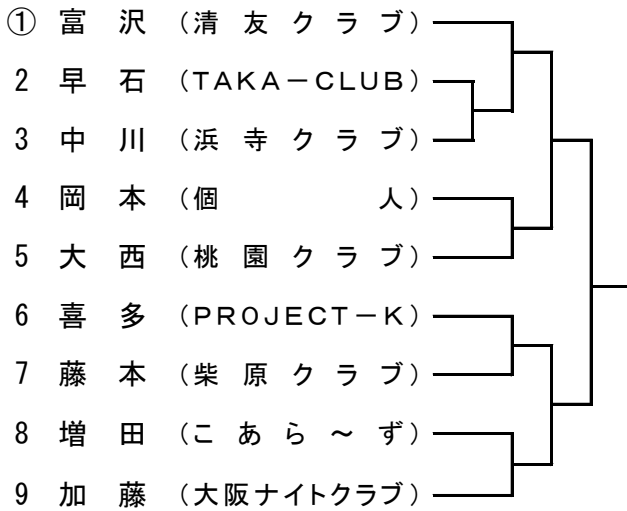 ① 富沢 (清友クラブ)
2 早石 (TAKA－CLUB)
3 中川 (浜寺クラブ)
4 岡本 (個人)
5 大西 (桃園クラブ)
6 喜多 (PROJECT－K)
7 藤本 (柴原クラブ)
8 増田 (こあら～ず)
9 加藤 (大阪ナイトクラブ)